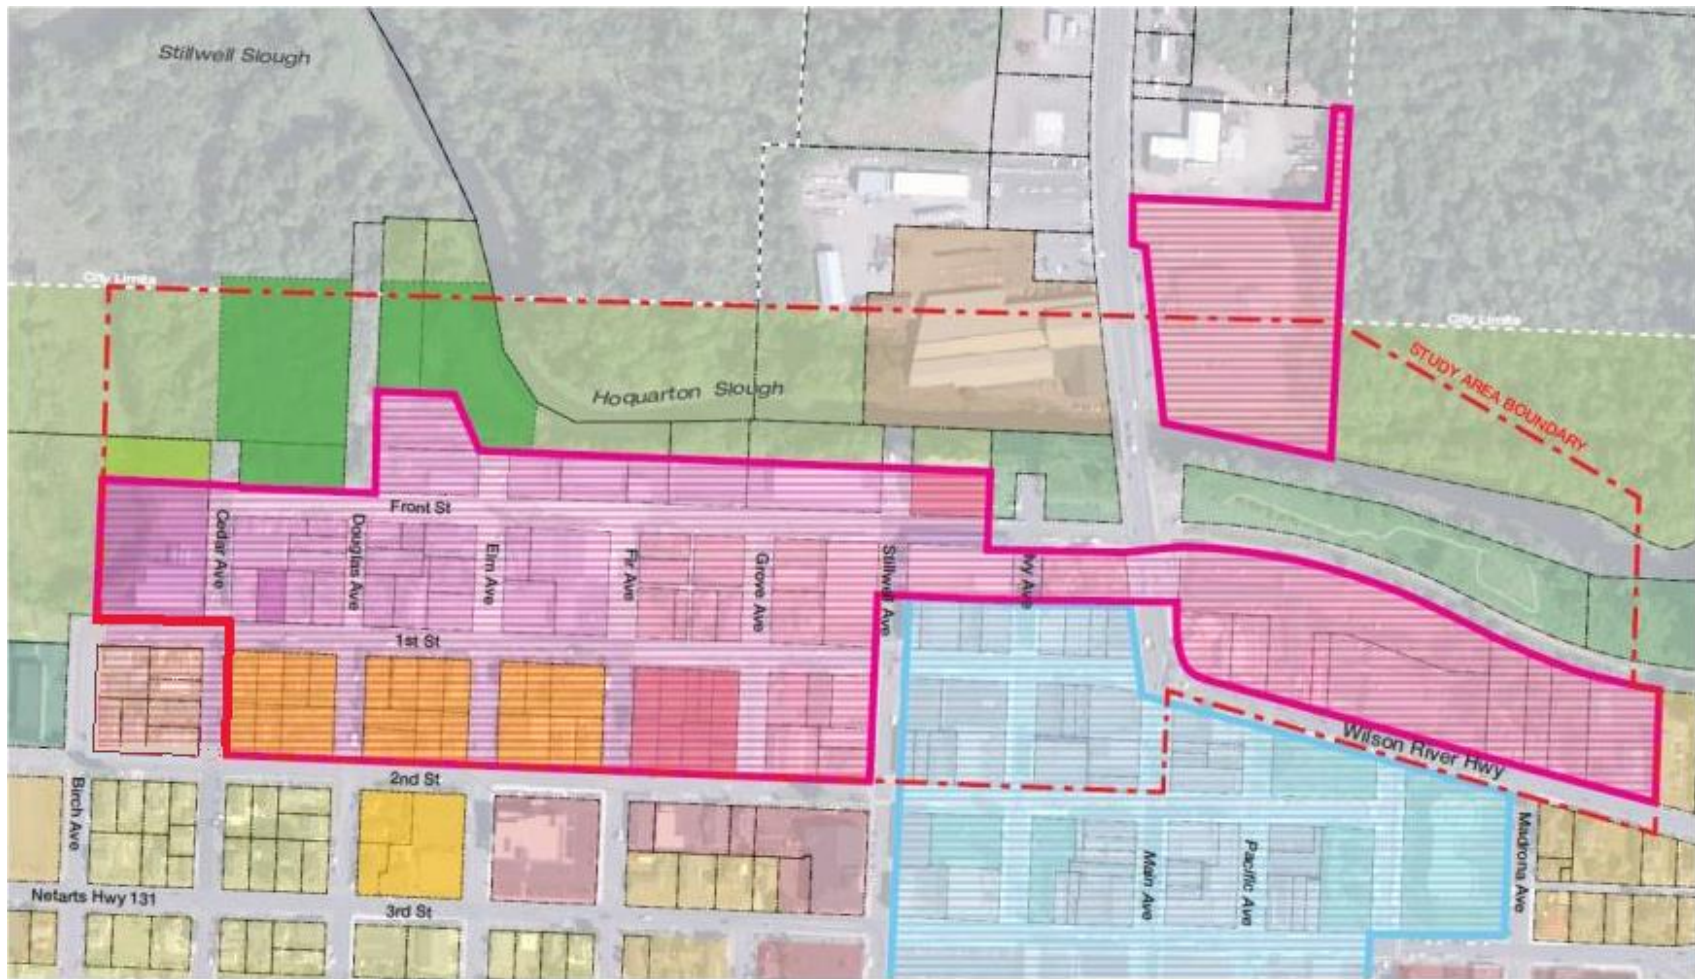 Stillwell Slough
City Limits
City Limits
STUDY AREA BOUNDARY
Hoquarton Slough
Front St
Cedar Ave
Douglas Ave
Elm Ave
Fir Ave
Grove Ave
Stillwell Ave
Ivy Ave
1st St
Wilson River Hwy
2nd St
Birch Ave
Main Ave
Pacific Ave
Madrona Ave
Netarts Hwy 131
3rd St